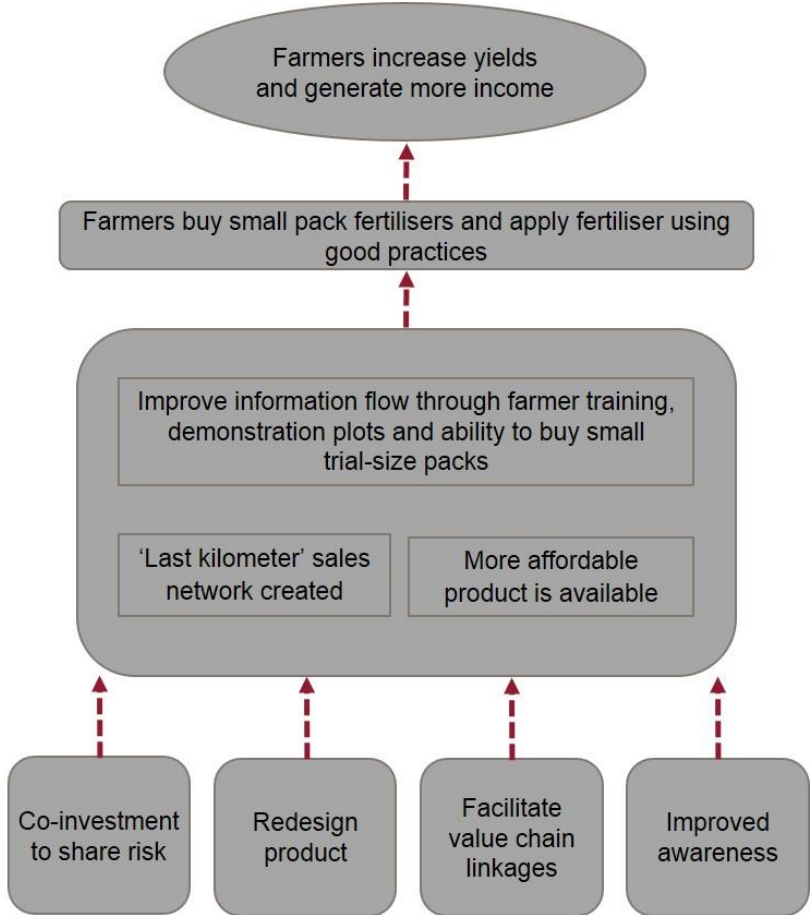 Farmers increase yields
and generate more income
Farmers buy small pack fertilisers and apply fertiliser using
good practices
Improve information flow through farmer training,
demonstration plots and ability to buy small
trial-size packs
‘Last kilometer’ sales
network created
More affordable
product is available
Co-investment
to share risk
Redesign
product
Facilitate
value chain
linkages
Improved
awareness